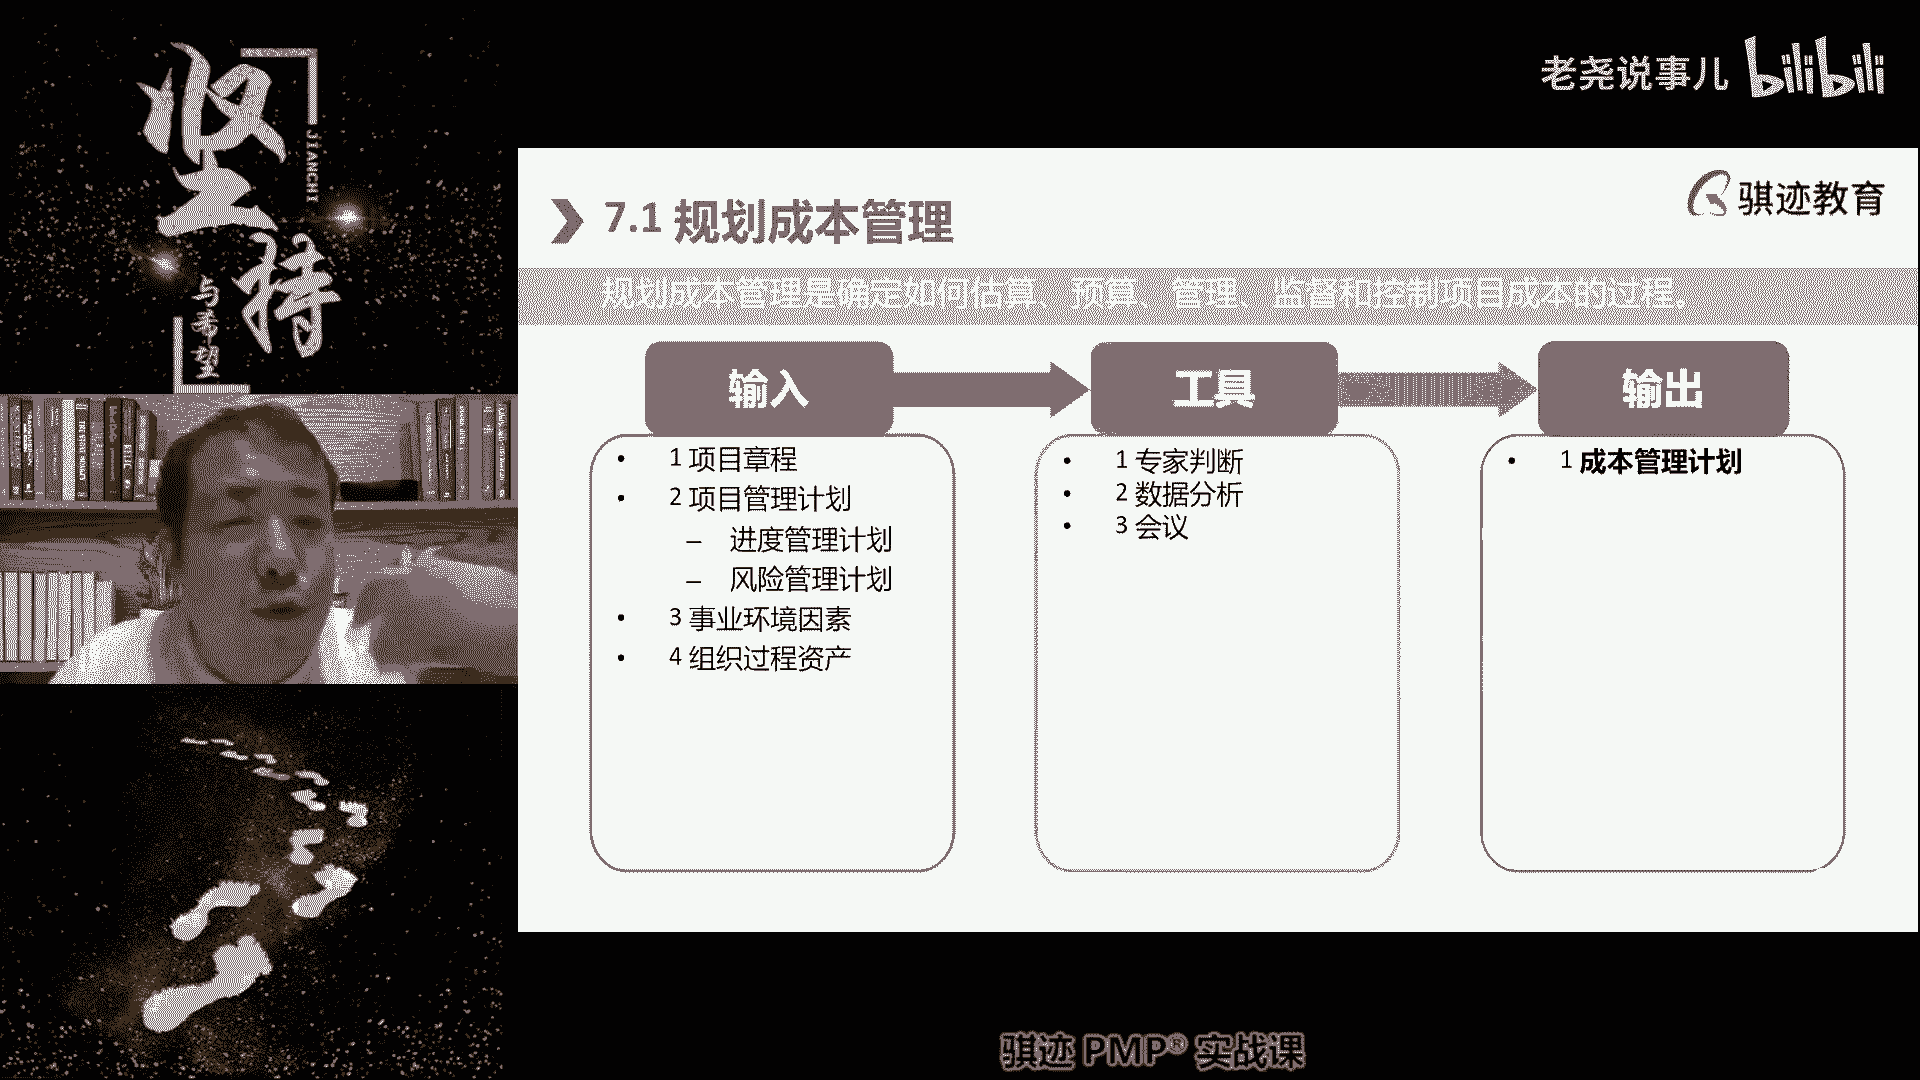 坚持
JIANCHI
与希望
老尧说事儿 bilibili
骐迹教育
7.1 规划成本管理
规划成本管理是确定如何估算、预算、管理、监督和控制项目成本的过程。
输入
• 1 项目章程
• 2 项目管理计划
– 进度管理计划
– 风险管理计划
• 3 事业环境因素
• 4 组织过程资产
工具
• 1 专家判断
• 2 数据分析
• 3 会议
输出
• 1 成本管理计划
骐迹 PMP® 实战课